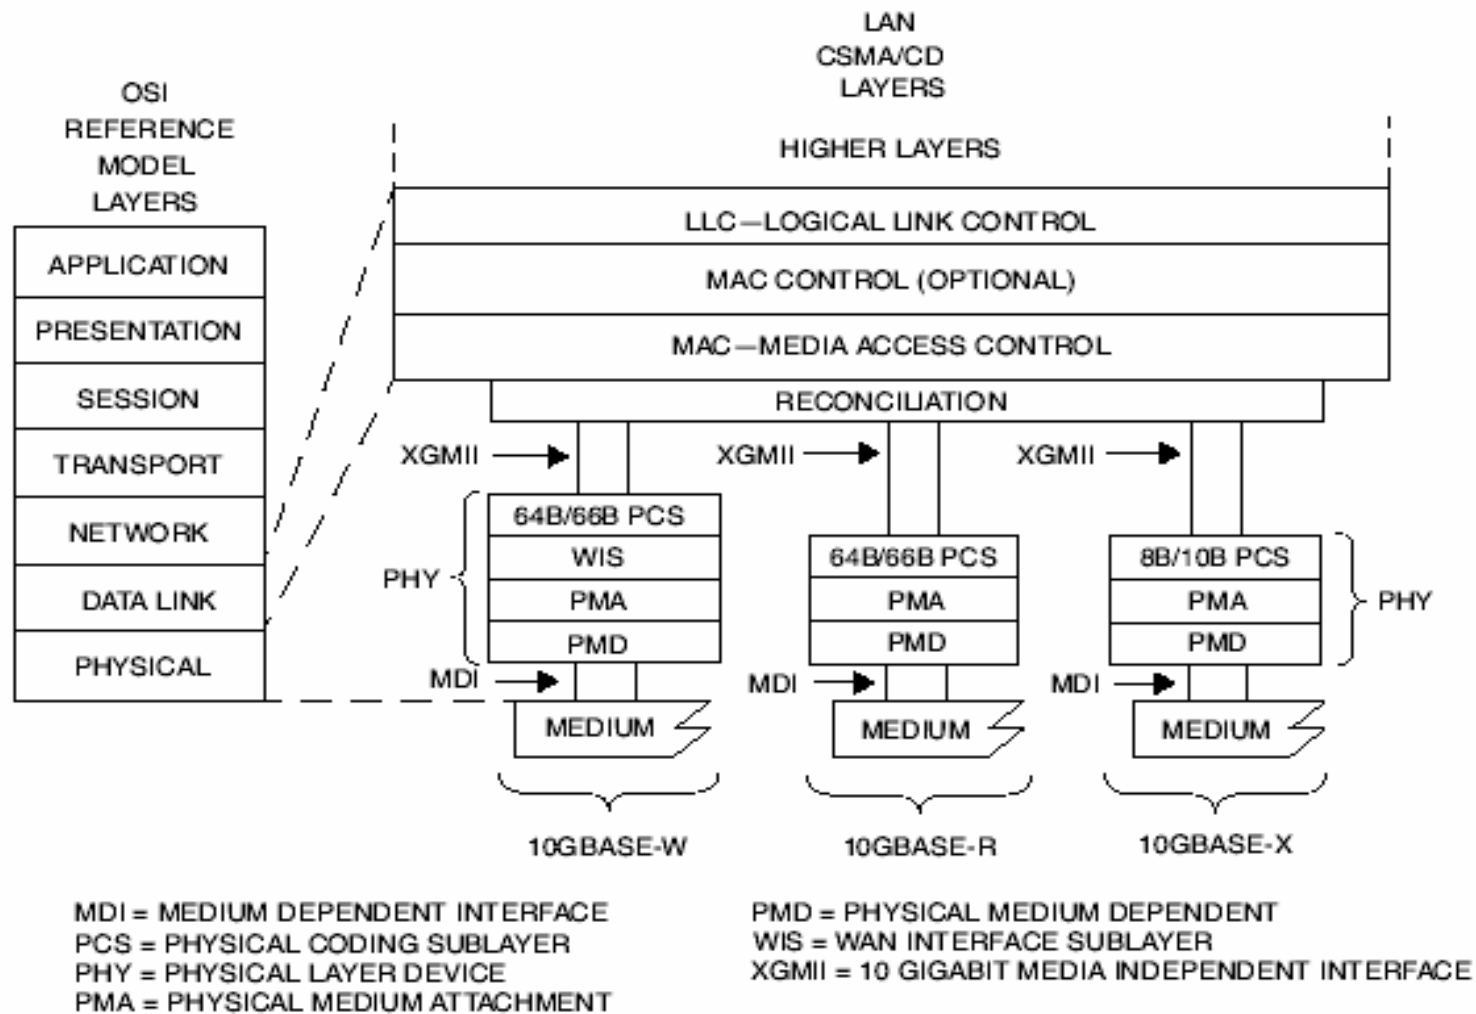 LAN
CSMA/CD
LAYERS
OSI
REFERENCE
MODEL
LAYERS
HIGHER LAYERS
LLC—LOGICAL LINK CONTROL
MAC CONTROL (OPTIONAL)
MAC—MEDIA ACCESS CONTROL
RECONCILIATION
APPLICATION
PRESENTATION
SESSION
TRANSPORT
NETWORK
DATA LINK
PHYSICAL
XGMII
XGMII
XGMII
PHY
64B/66B PCS
WIS
PMA
PMD
64B/66B PCS
PMA
PMD
8B/10B PCS
PMA
PMD
PHY
MDI
MDI
MDI
MEDIUM
MEDIUM
MEDIUM
10GBASE-W
10GBASE-R
10GBASE-X
MDI = MEDIUM DEPENDENT INTERFACE
PCS = PHYSICAL CODING SUBLAYER
PHY = PHYSICAL LAYER DEVICE
PMA = PHYSICAL MEDIUM ATTACHMENT
PMD = PHYSICAL MEDIUM DEPENDENT
WIS = WAN INTERFACE SUBLAYER
XGMII = 10 GIGABIT MEDIA INDEPENDENT INTERFACE